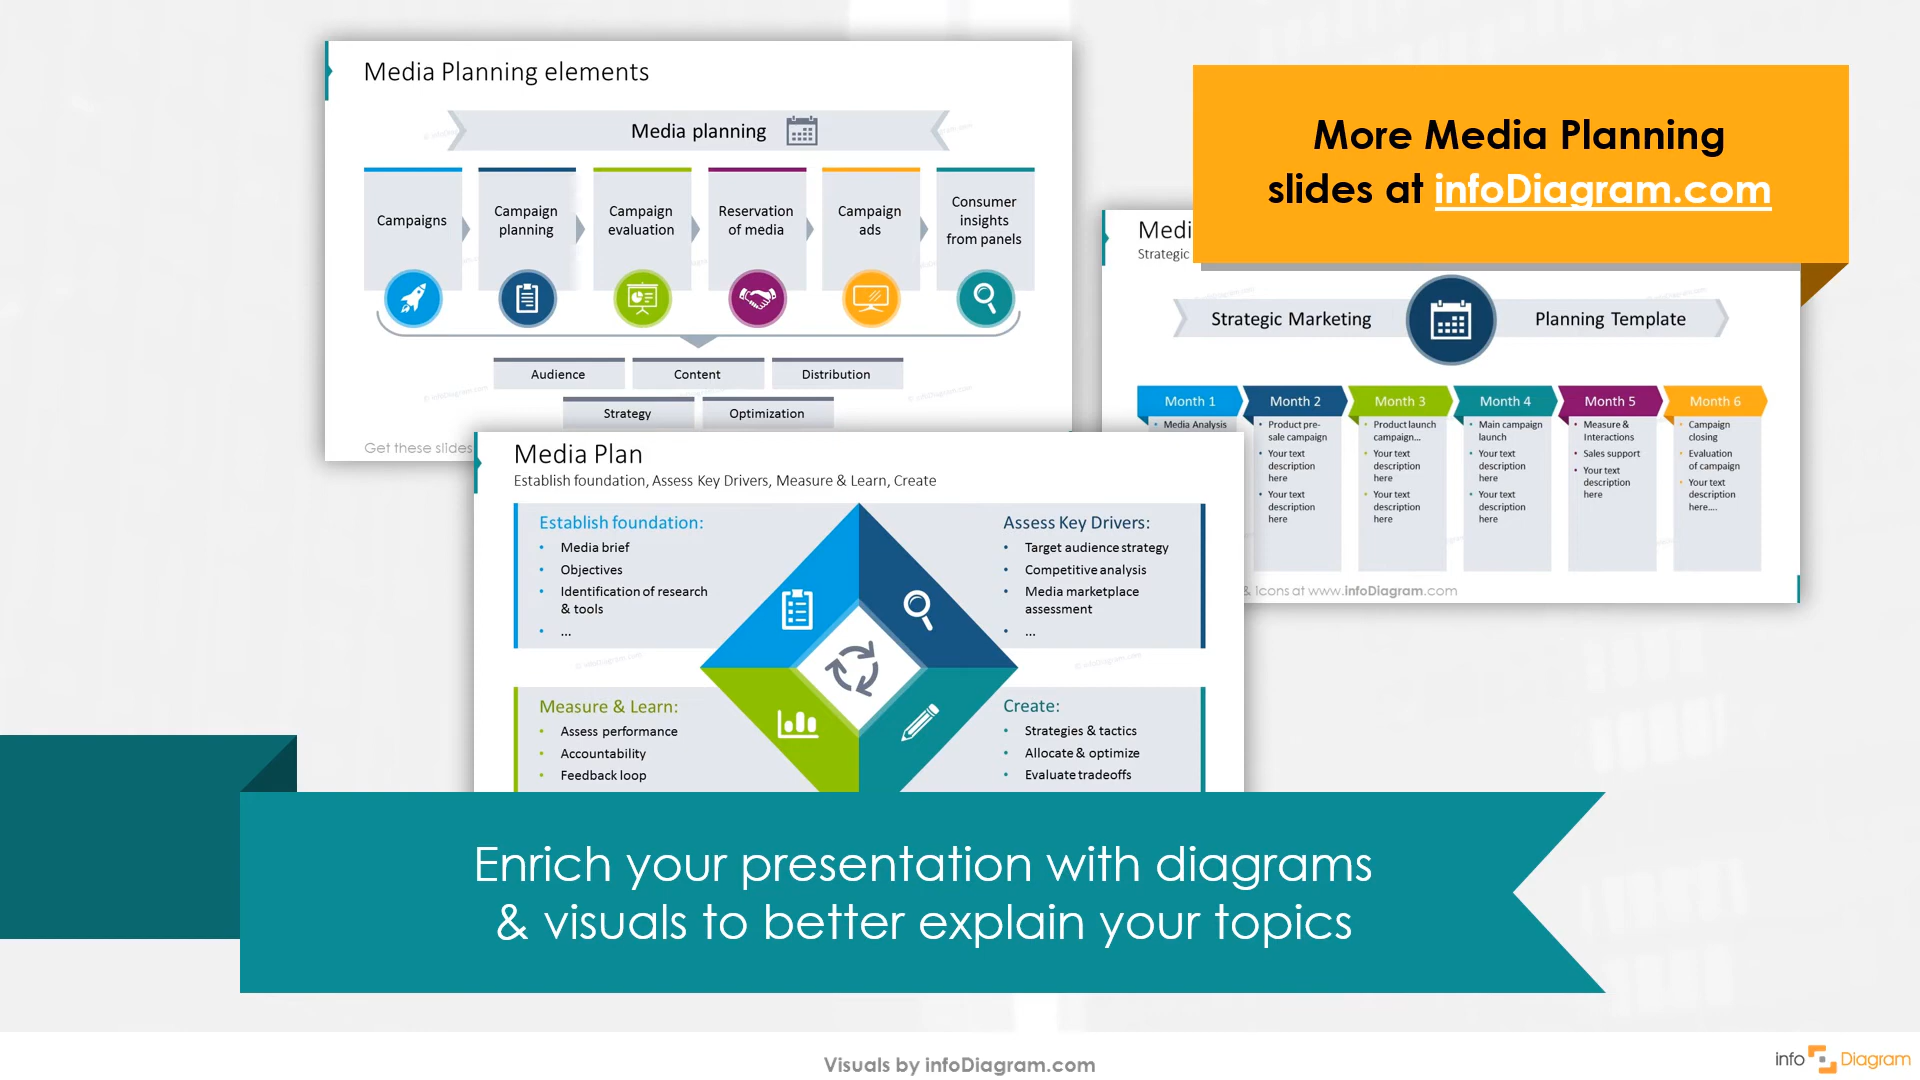 Media Planning elements
Media planning
Campaigns
Campaign
planning
Campaign
evaluation
Reservation
of media
Campaign
ads
Consumer
insights
from panels
Audience
Content
Distribution
Strategy
Optimization
Get these slides
More Media Planning
slides at infoDiagram.com
Medi
Strategic
Strategic Marketing
Planning Template
Month 1
• Media Analysis
Month 2
• Product pre-
sale campaign
• Your text
description
here
• Your text
description
here
Month 3
• Product launch
campaign...
• Your text
description
here
• Your text
description
here
Month 4
• Main campaign
launch
• Your text
description
here
• Your text
description
here
Month 5
• Measure &
Interactions
• Sales support
• Your text
description
here
Month 6
• Campaign
closing
• Evaluation
of campaign
• Your text
description
here....
& Icons at www.infoDiagram.com
Media Plan
Establish foundation, Assess Key Drivers, Measure & Learn, Create
Establish foundation:
• Media brief
• Objectives
• Identification of research
& tools
• ...
Assess Key Drivers:
• Target audience strategy
• Competitive analysis
• Media marketplace
assessment
• ...
Measure & Learn:
• Assess performance
• Accountability
• Feedback loop
Create:
• Strategies & tactics
• Allocate & optimize
• Evaluate tradeoffs
Enrich your presentation with diagrams
& visuals to better explain your topics
Visuals by infoDiagram.com
info Diagram